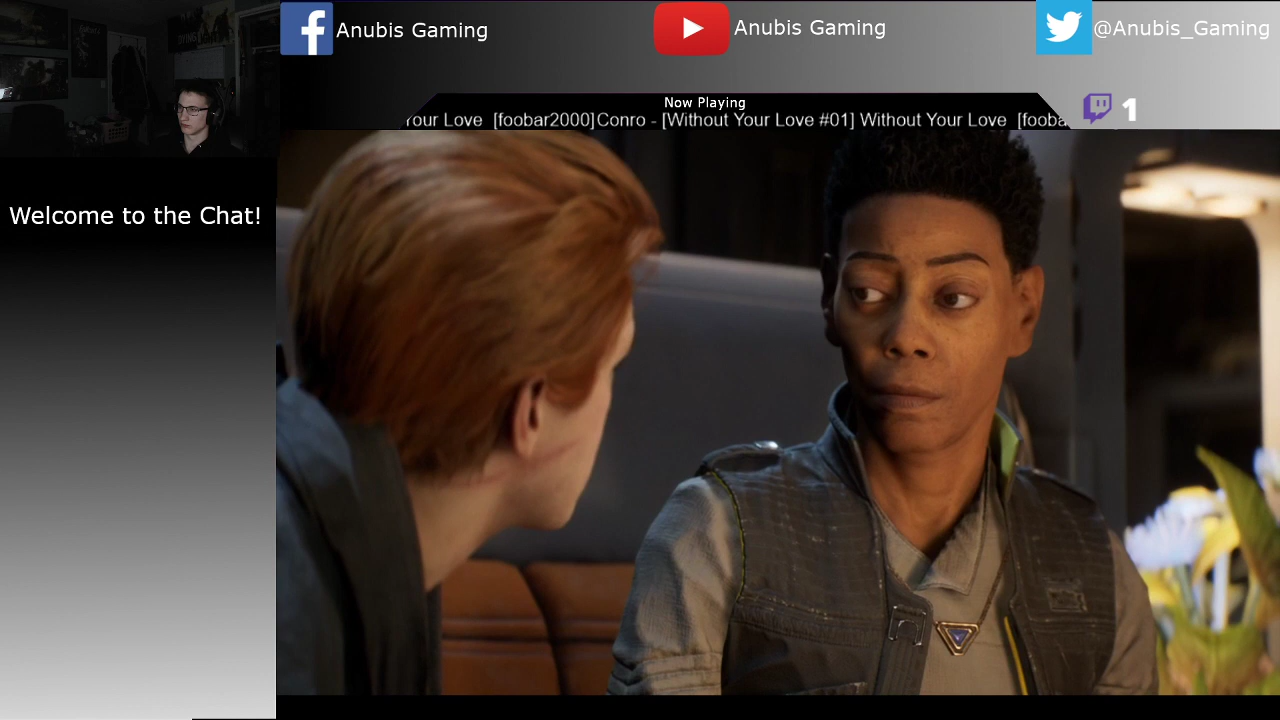 Anubis Gaming
Anubis Gaming
@Anubis_Gaming
Now Playing
Your Love [foobar2000]Conro - [Without Your Love #01] Without Your Love [fooba
1
Welcome to the Chat!